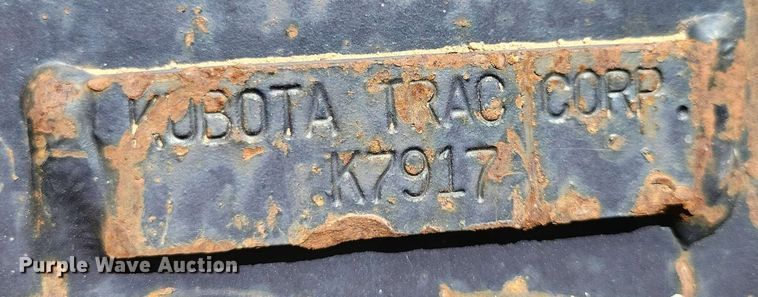 KUBOTA TRAC CORP.
K7917
Purple Wave Auction